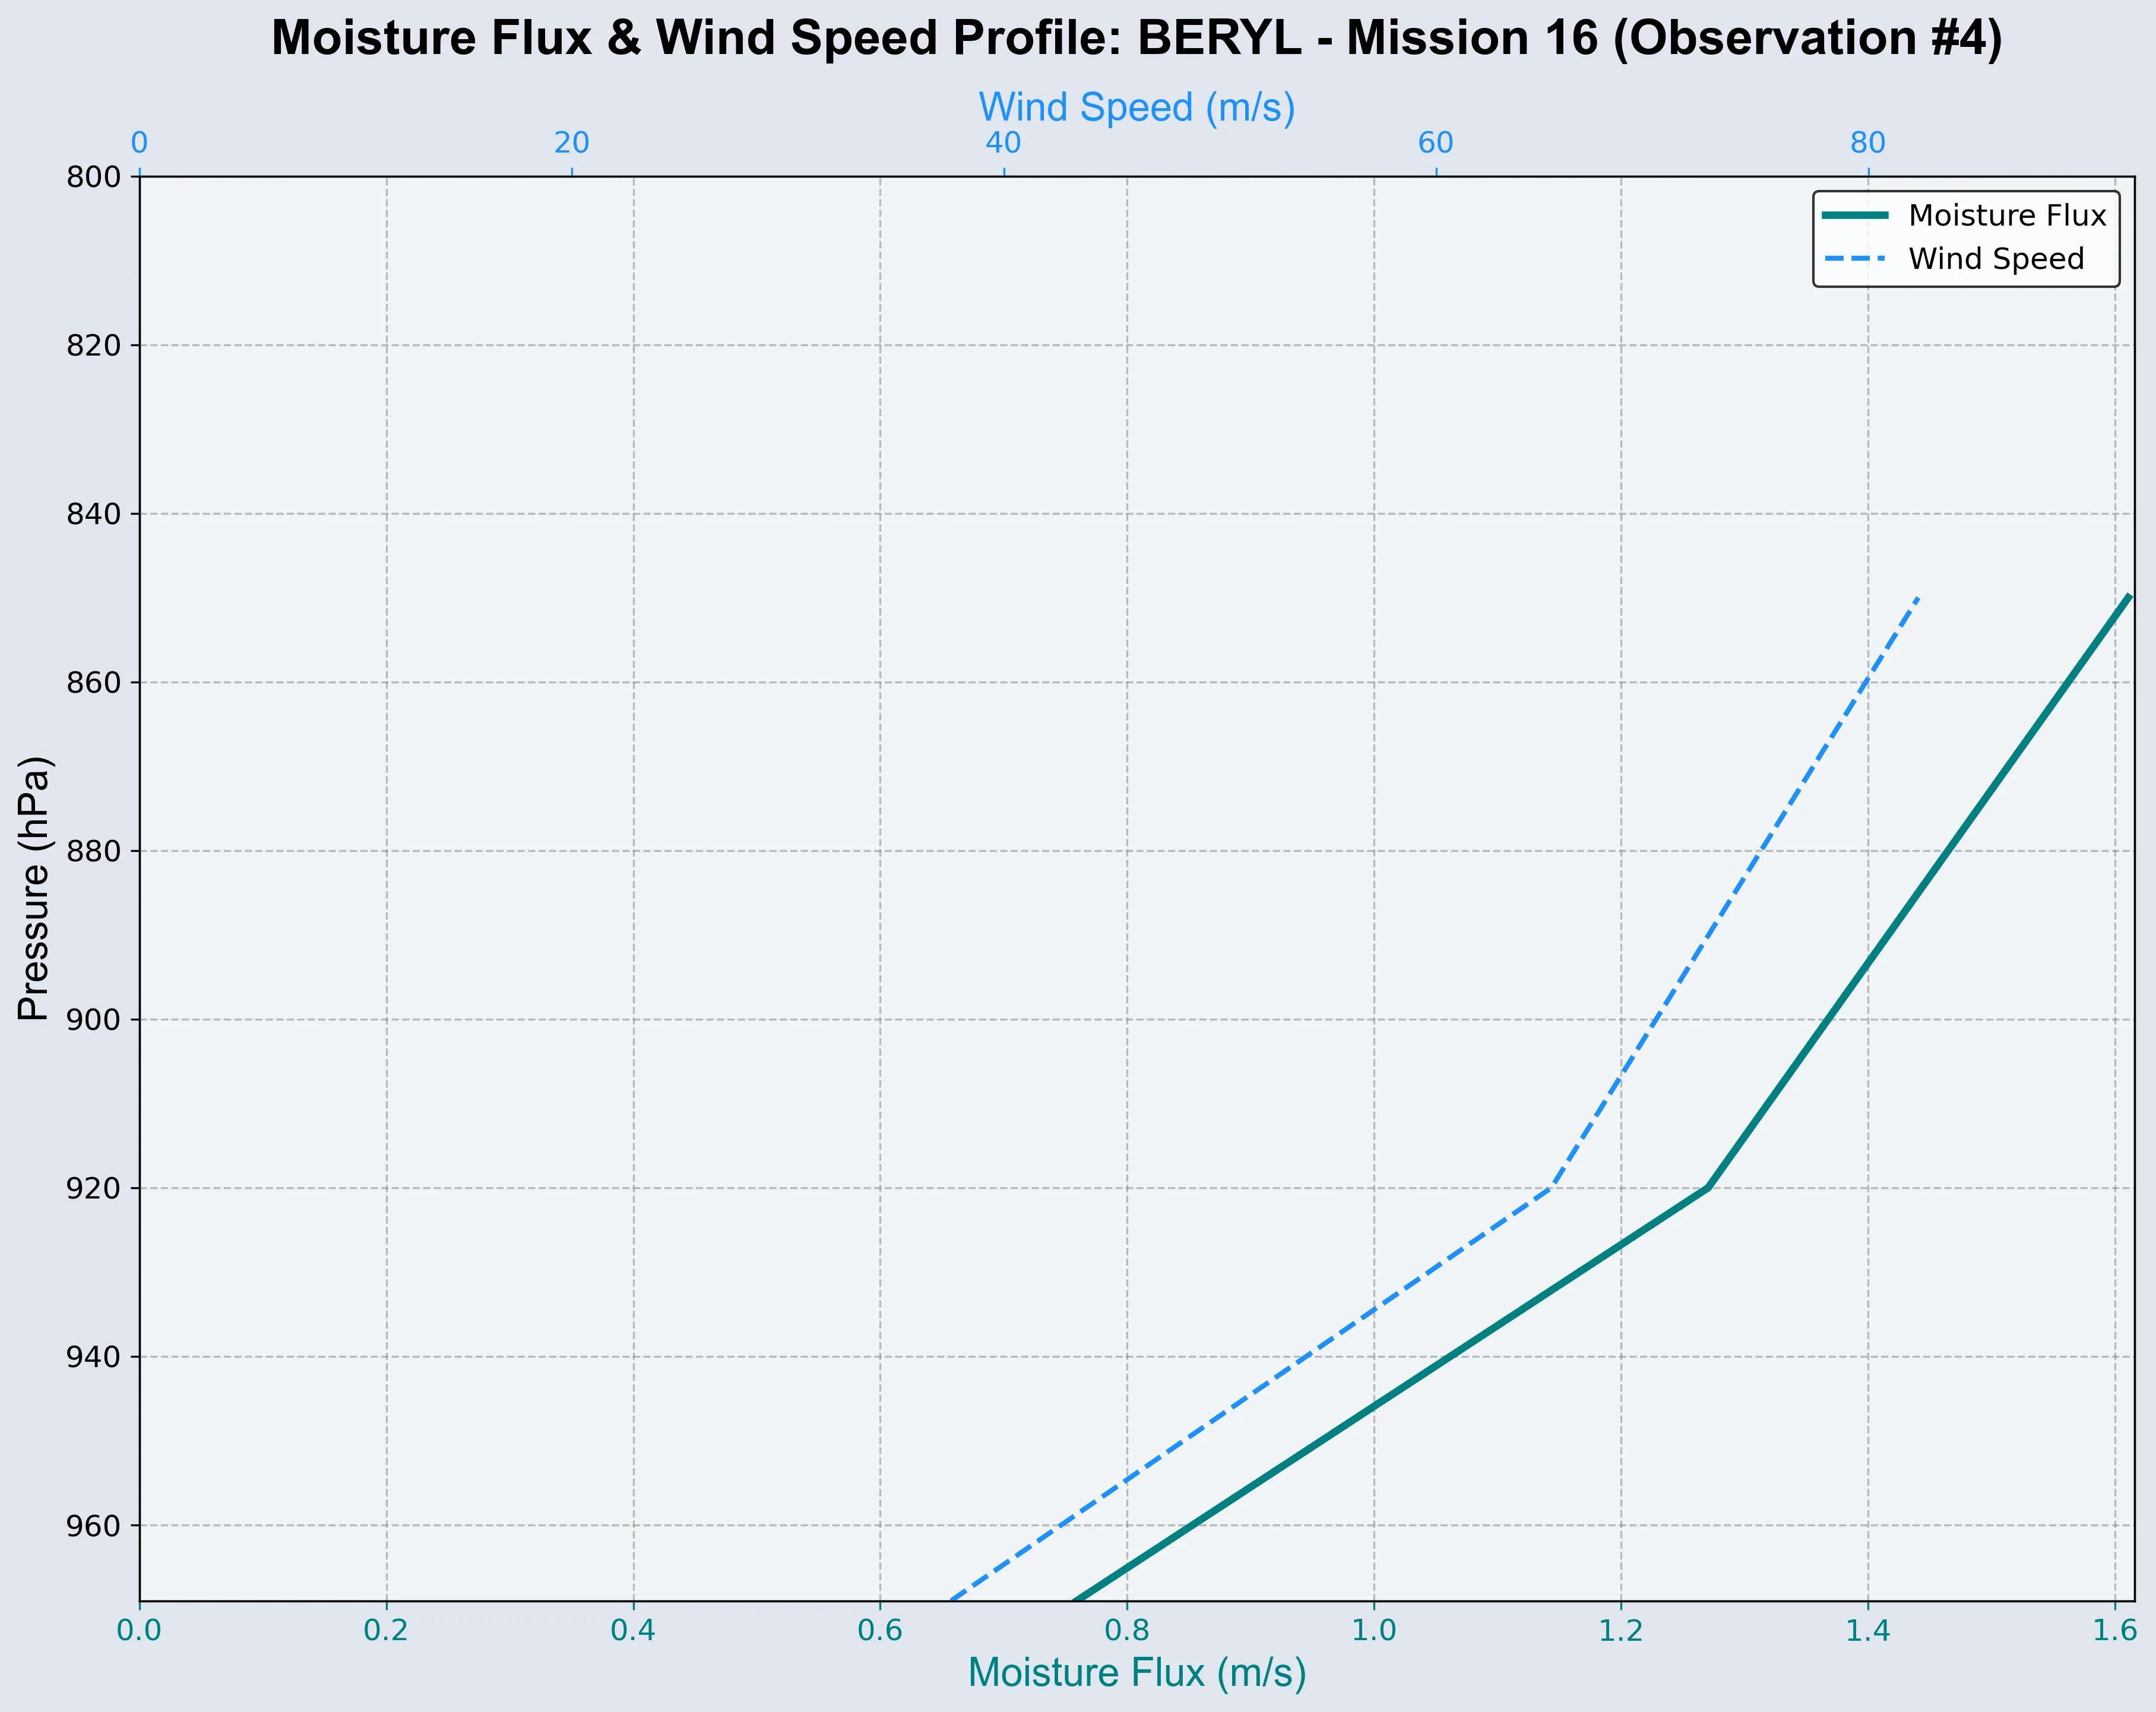 Moisture Flux & Wind Speed Profile: BERYL - Mission 16 (Observation #4)
Wind Speed (m/s)
0 20 40 60 80
Moisture Flux
Wind Speed
Pressure (hPa)
800
820
840
860
880
900
920
940
960
0.0 0.2 0.4 0.6 0.8 1.0 1.2 1.4 1.6
Moisture Flux (m/s)